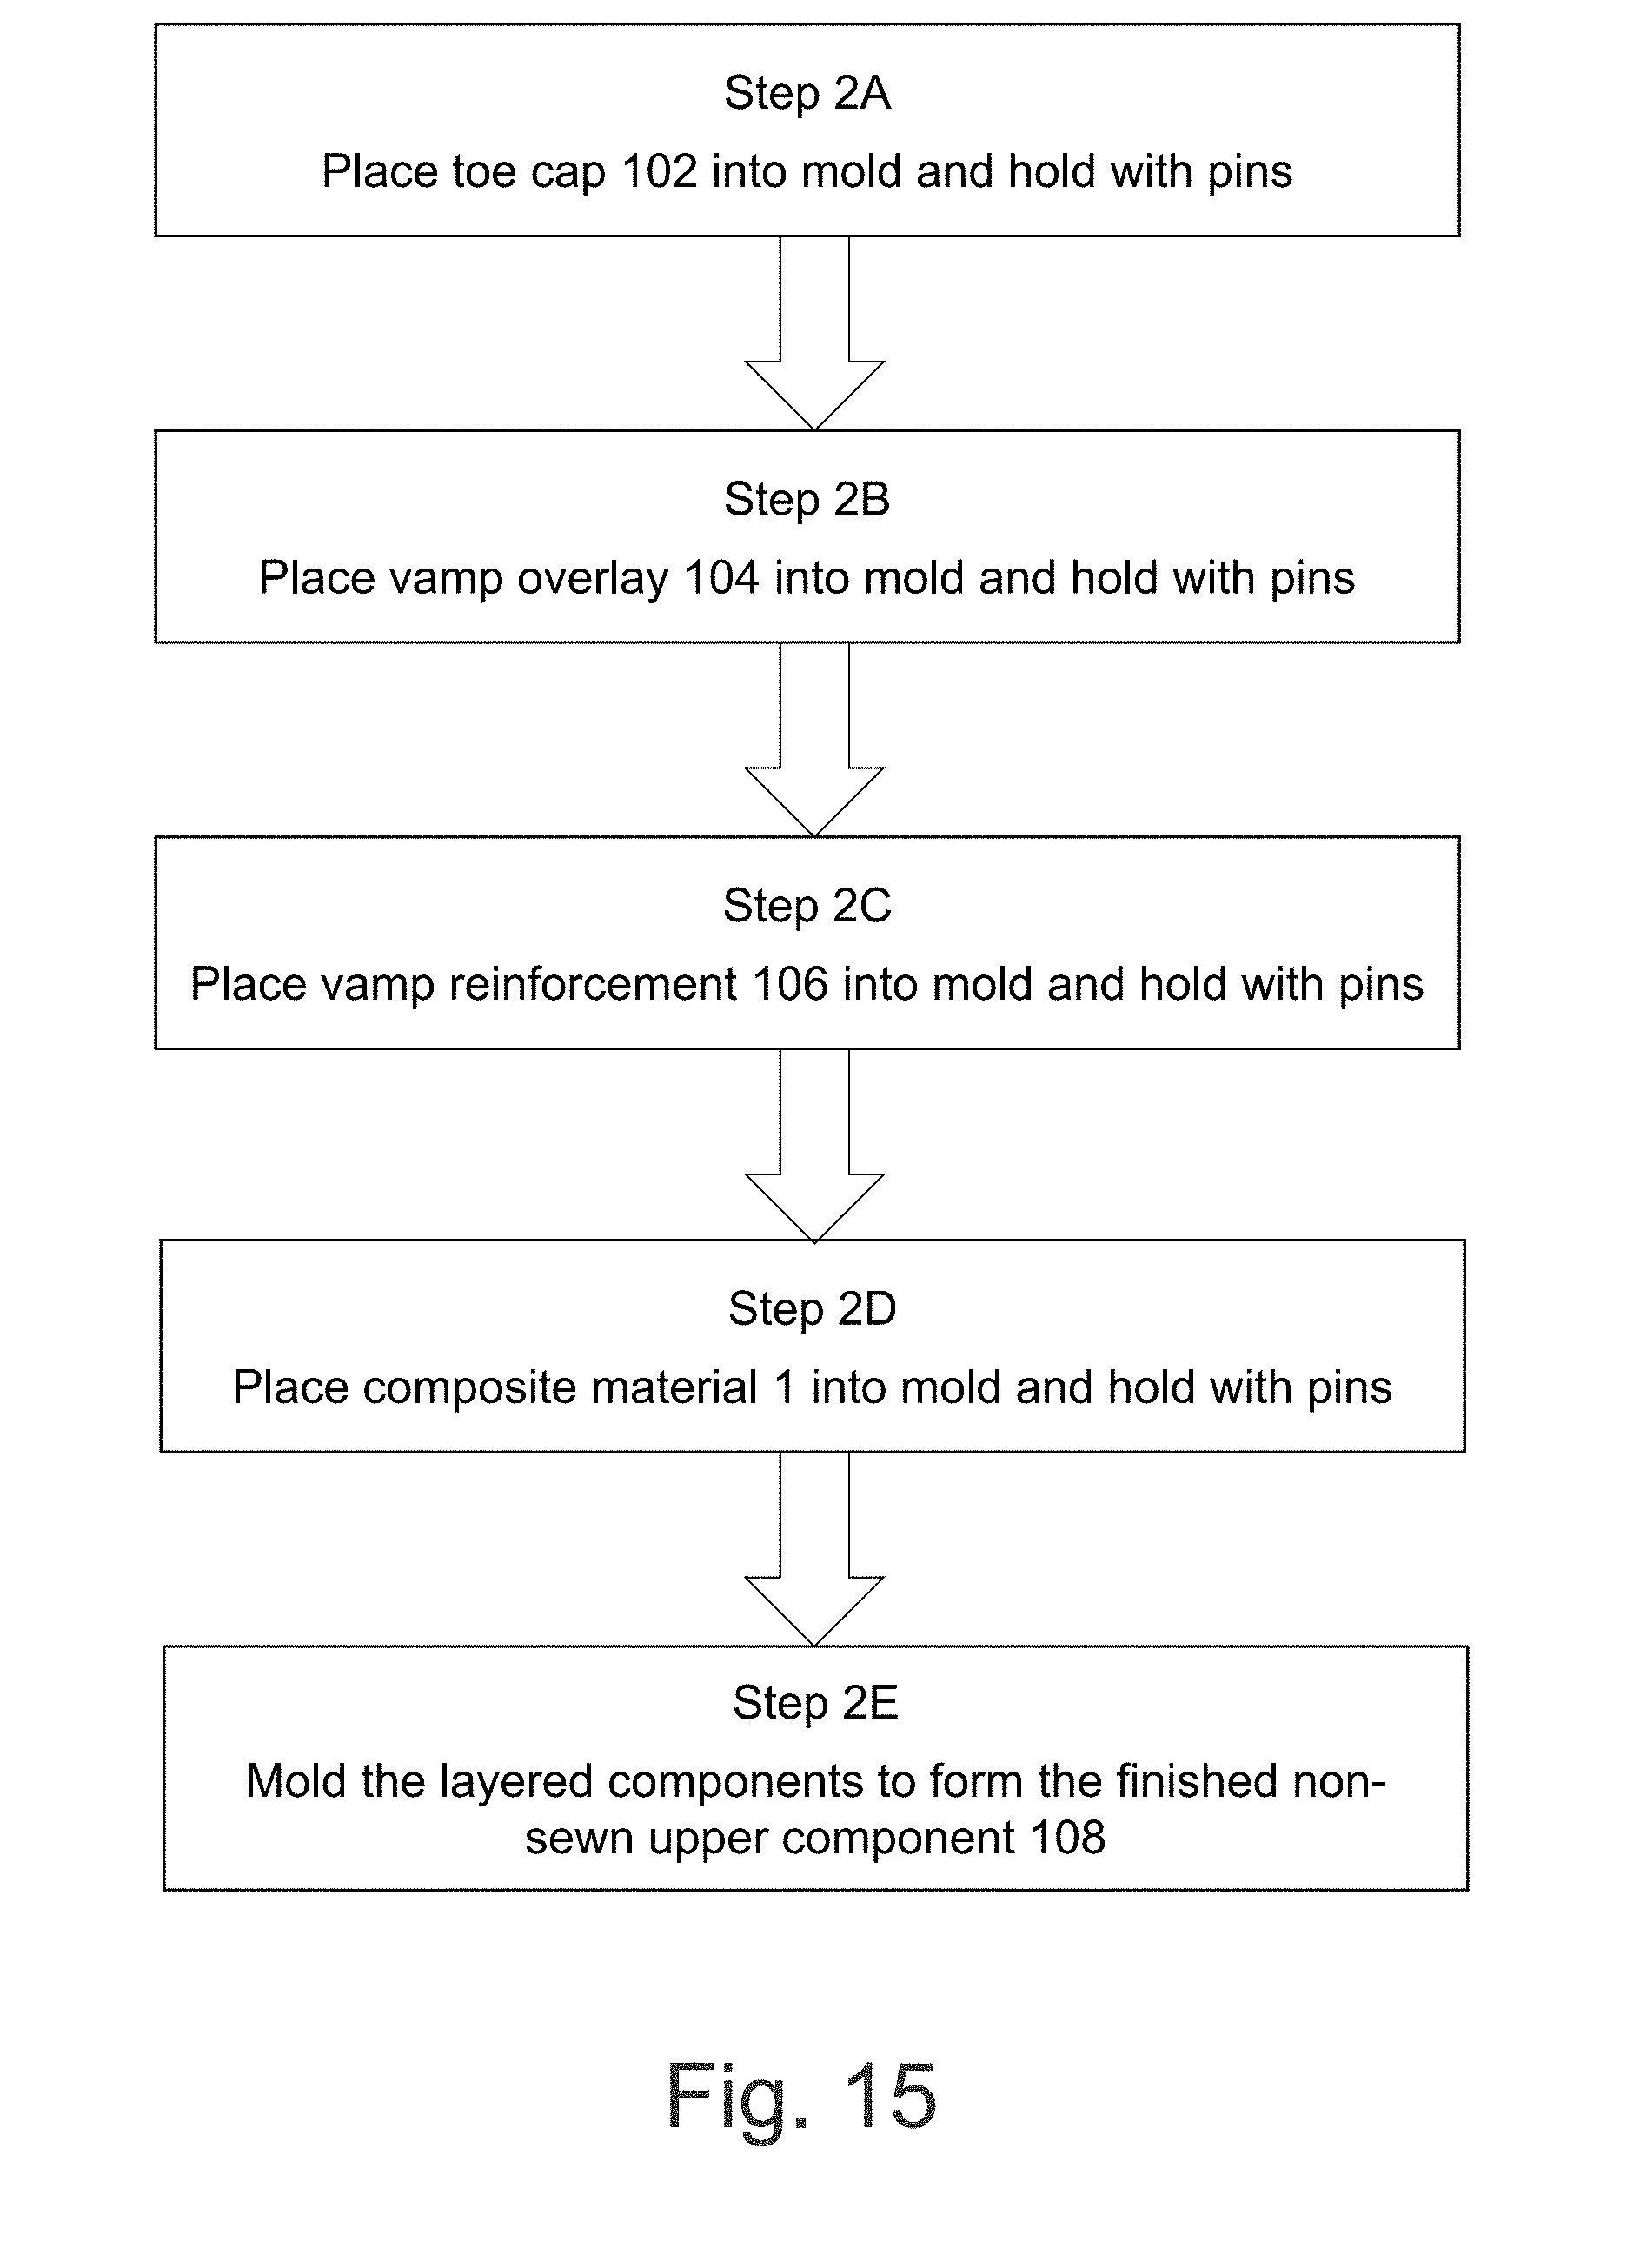 Step 2A
Place toe cap 102 into mold and hold with pins
Step 2B
Place vamp overlay 104 into mold and hold with pins
Step 2C
Place vamp reinforcement 106 into mold and hold with pins
Step 2D
Place composite material 1 into mold and hold with pins
Step 2E
Mold the layered components to form the finished non-
sewn upper component 108
Fig. 15